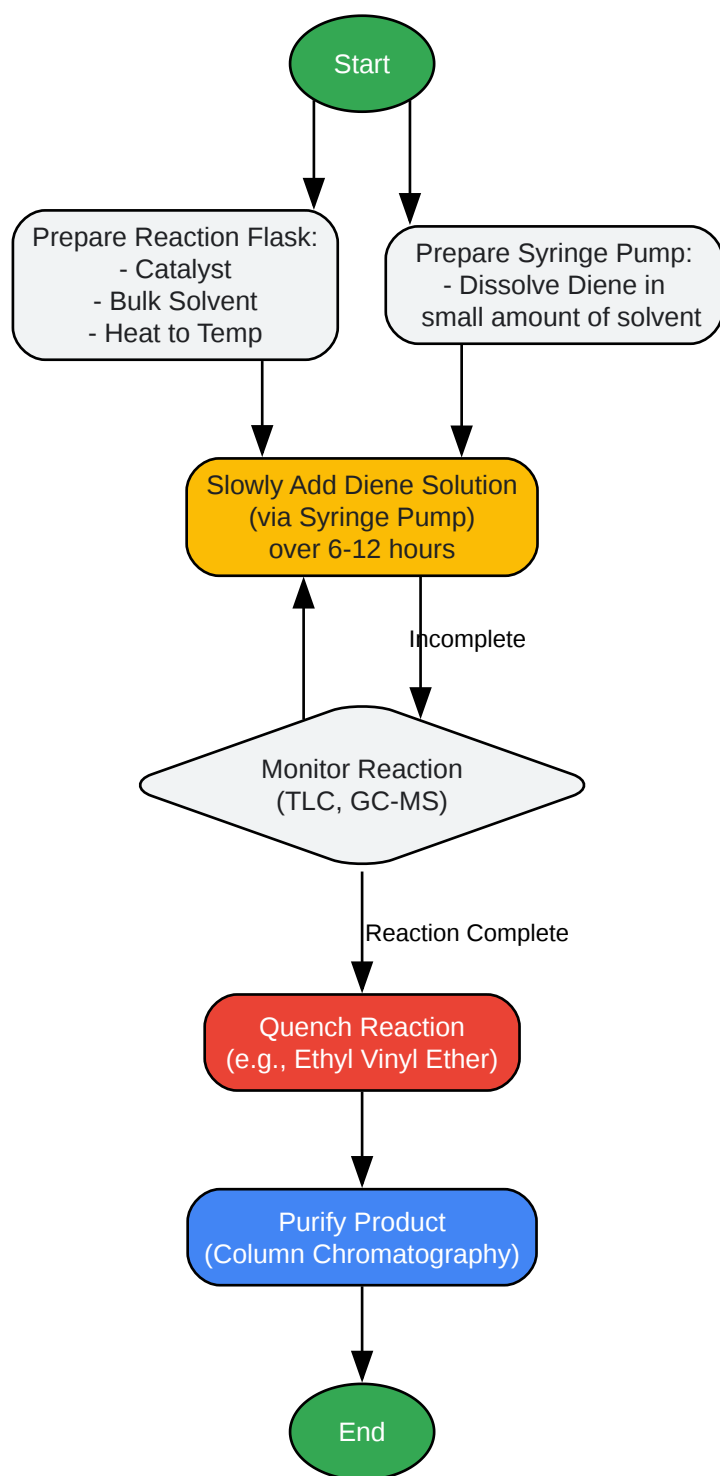 Start
Prepare Reaction Flask:
- Catalyst
- Bulk Solvent
- Heat to Temp
Prepare Syringe Pump:
- Dissolve Diene in
small amount of solvent
Slowly Add Diene Solution
(via Syringe Pump)
over 6-12 hours
Incomplete
Monitor Reaction
(TLC, GC-MS)
Reaction Complete
Quench Reaction
(e.g., Ethyl Vinyl Ether)
Purify Product
(Column Chromatography)
End